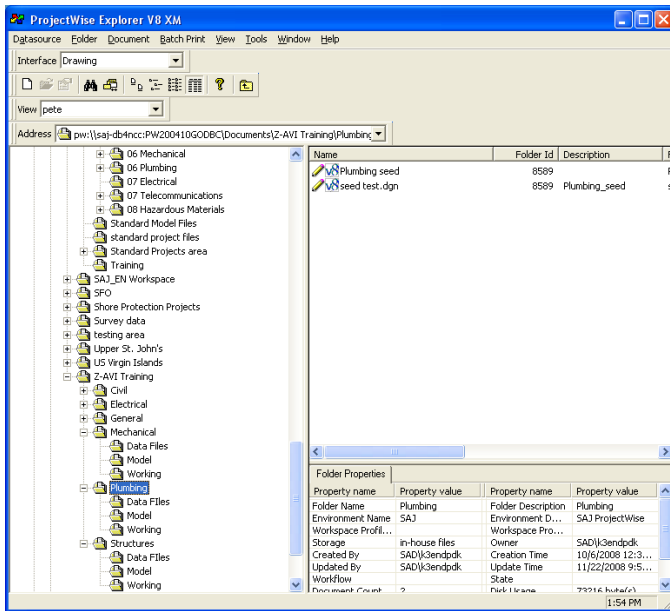 ProjectWise Explorer V8 XM
Datasource Folder Document Batch Print View Tools Window Help
Interface Drawing
View pete
Address pw:\\saj-db4ncc:PW200410GODBC\Documents\Z-AVI Training\Plumbing
06 Mechanical
06 Plumbing
07 Electrical
07 Telecommunications
08 Hazardous Materials
Standard Model Files
standard project files
Standard Projects area
Training
SAJ_EN Workspace
SFO
Shore Protection Projects
Survey data
testing area
Upper St. John's
US Virgin Islands
Z-AVI Training
Civil
Electrical
General
Mechanical
Data Files
Model
Working
Plumbing
Data FIles
Model
Working
Structures
Data FIles
Model
Working
Name Folder Id Description
Plumbing seed 8589
seed test.dgn 8589 Plumbing_seed
Folder Properties
Property name Property value Property name Property value
Folder Name Plumbing Folder Description Plumbing
Environment Name SAJ Environment D... SAJ ProjectWise
Workspace Profil... Workspace Pro...
Storage in-house files Owner SAD\k3endpdk
Created By SAD\k3endpdk Creation Time 10/6/2008 12:3...
Updated By SAD\k3endpdk Update Time 11/22/2008 9:5...
Workflow State
Document Count 2 Disk Usage 73216 byte(s)
1:54 PM